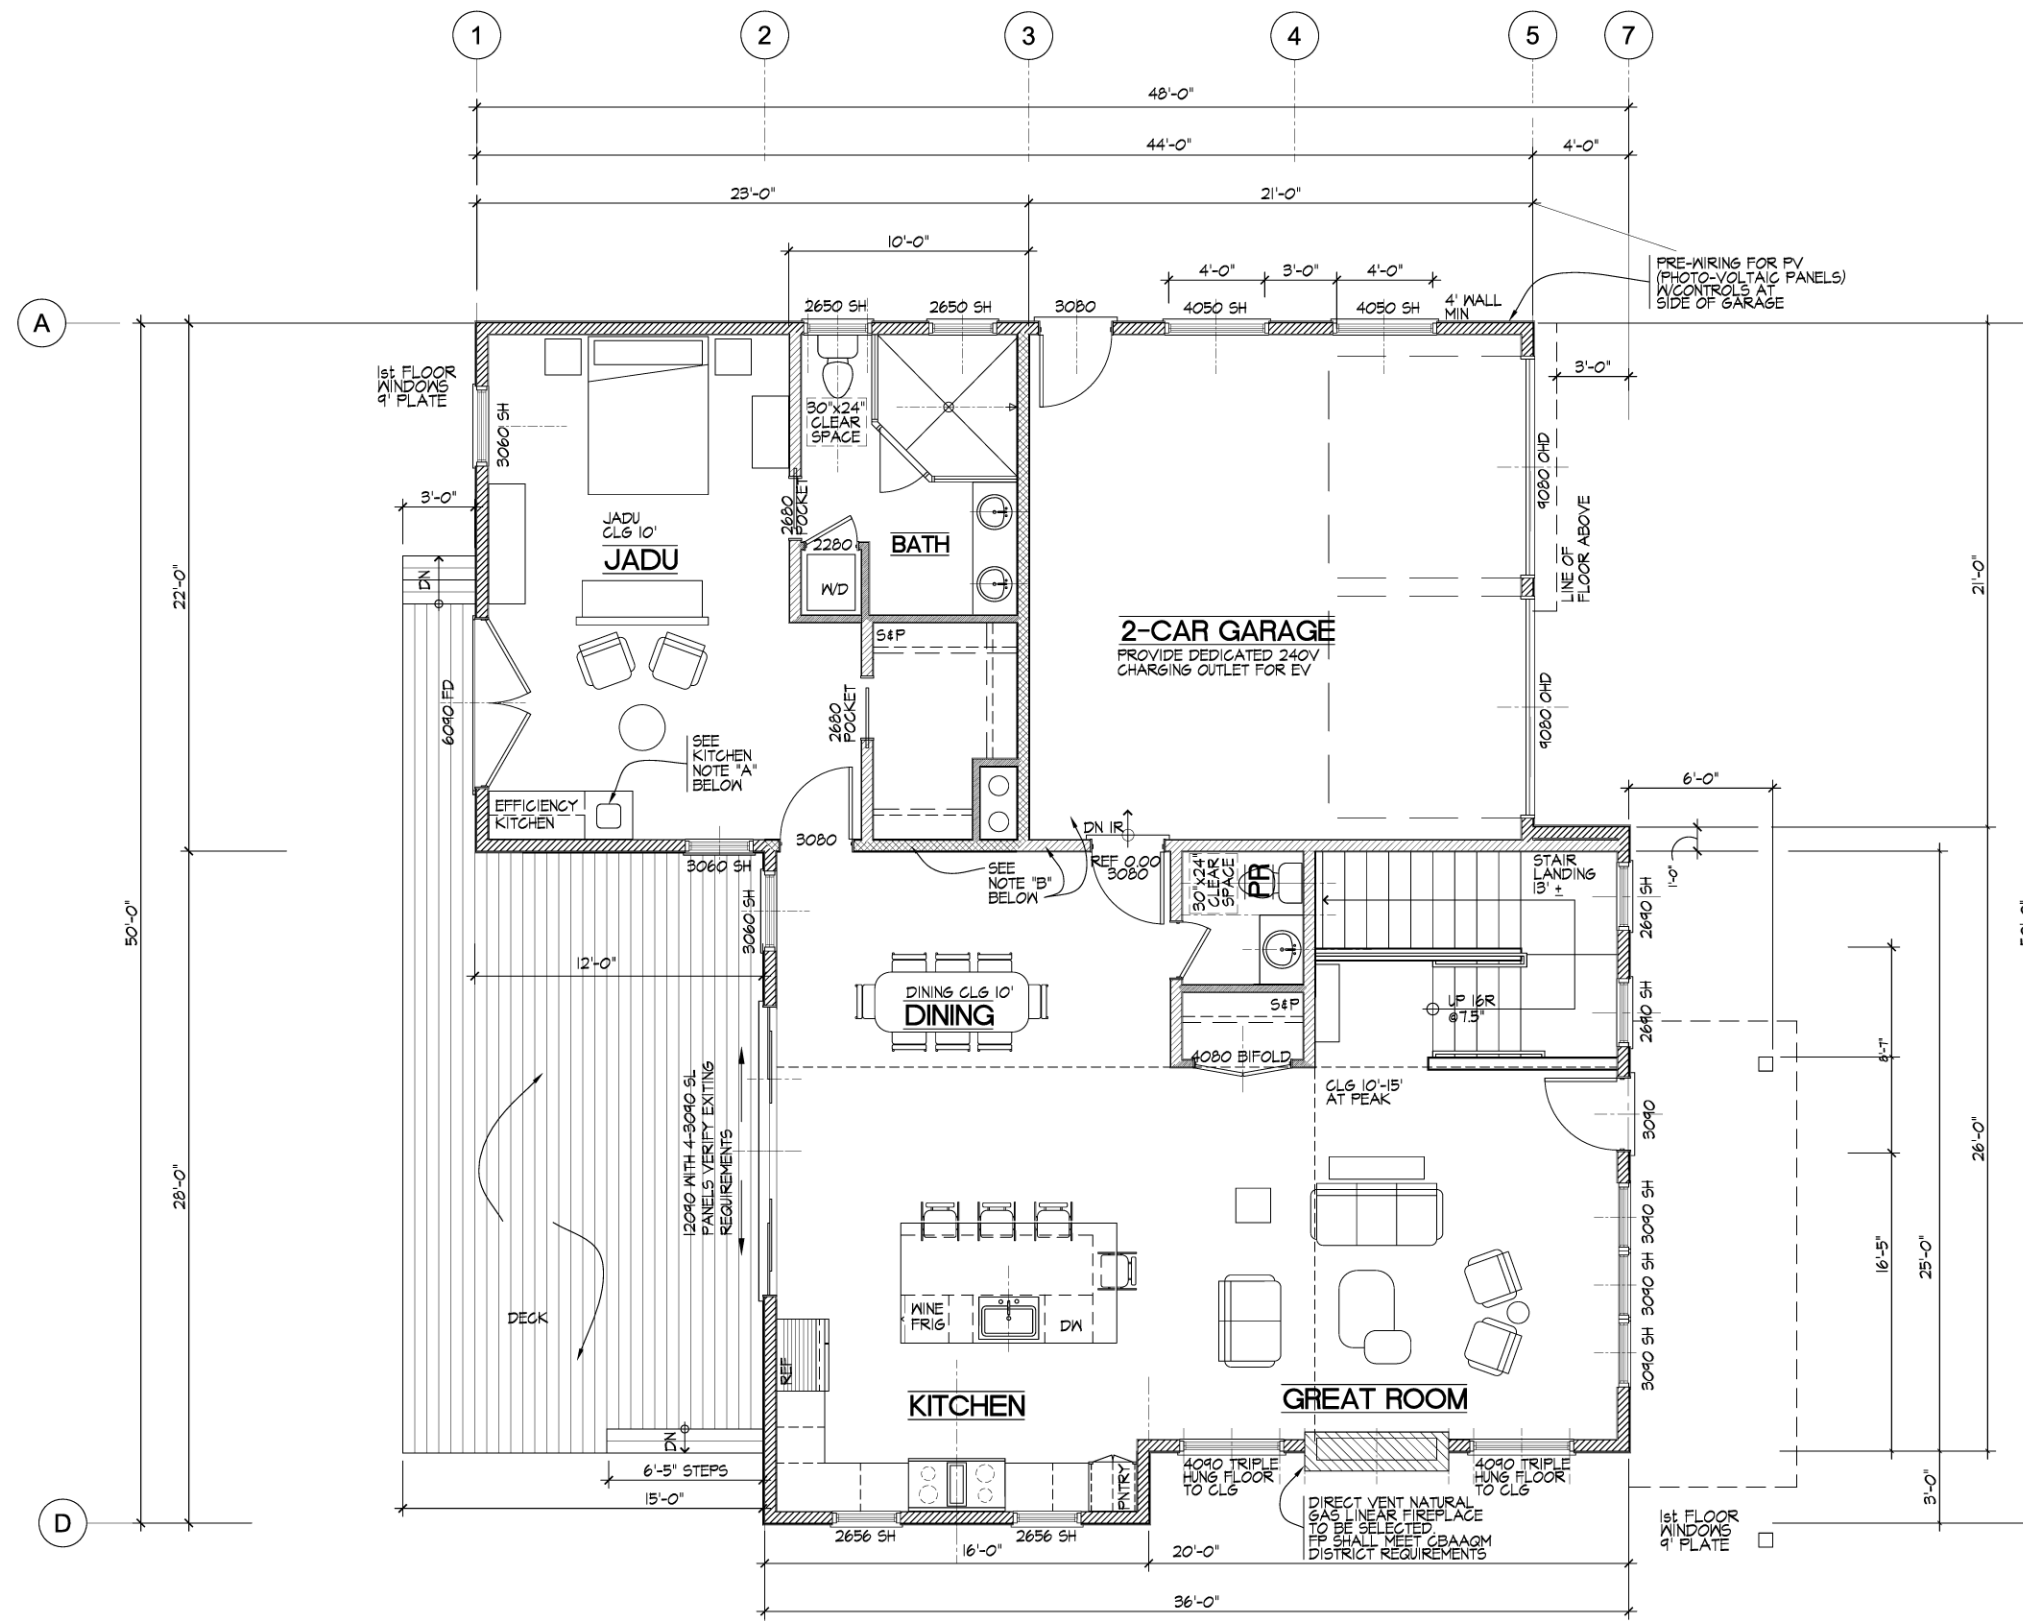 1
2
3
4
5
7
48'-0"
44'-0"
4'-0"
23'-0"
21'-0"
10'-0"
4'-0"
3'-0"
4'-0"
PRE-WIRING FOR PV
(PHOTO-VOLTAIC PANELS)
W/CONTROLS AT
SIDE OF GARAGE
A
2650 SH
2650 SH
3080
4050 SH
4050 SH
4' WALL
MIN
1st FLOOR
WINDOWS
9' PLATE
3'-0"
3060 SH
30"x24"
CLEAR
SPACE
9080 OHD
LINE OF
FLOOR ABOVE
3'-0"
JADU
CLG 10'
JADU
2680
POCKET
2280
W/D
BATH
DN
22'-0"
21'-0"
50'-0"
S&P
2-CAR GARAGE
PROVIDE DEDICATED 240V
CHARGING OUTLET FOR EV
6090 FD
2680
POCKET
9080 OHD
SEE
KITCHEN
NOTE "A"
BELOW
EFFICIENCY
KITCHEN
6'-0"
3060 SH
3080
DN 1R
REF 0.00
3080
SEE
NOTE "B"
BELOW
30"x24"
CLEAR
SPACE
PR
STAIR
LANDING
13' ±
1'-0"
2690 SH
3060 SH
12'-0"
DINING CLG 10'
DINING
S&P
UP 16R
@7.5"
2690 SH
4080 BIFOLD
8'-7"
CLG 10'-15'
AT PEAK
3090
12090 WITH 4-3090 SL
PANELS VERIFY EXITING
REQUIREMENTS
28'-0"
26'-0"
25'-0"
16'-5"
3090 SH
3090 SH
3090 SH
DECK
WINE
FRIG
DW
REF
KITCHEN
GREAT ROOM
DN
6'-5" STEPS
15'-0"
PNTRY
4090 TRIPLE
HUNG FLOOR
TO CLG
4090 TRIPLE
HUNG FLOOR
TO CLG
DIRECT VENT NATURAL
GAS LINEAR FIREPLACE
TO BE SELECTED.
FP SHALL MEET CBAAQM
DISTRICT REQUIREMENTS
3'-0"
1st FLOOR
WINDOWS
9' PLATE
D
2656 SH
2656 SH
16'-0"
20'-0"
36'-0"